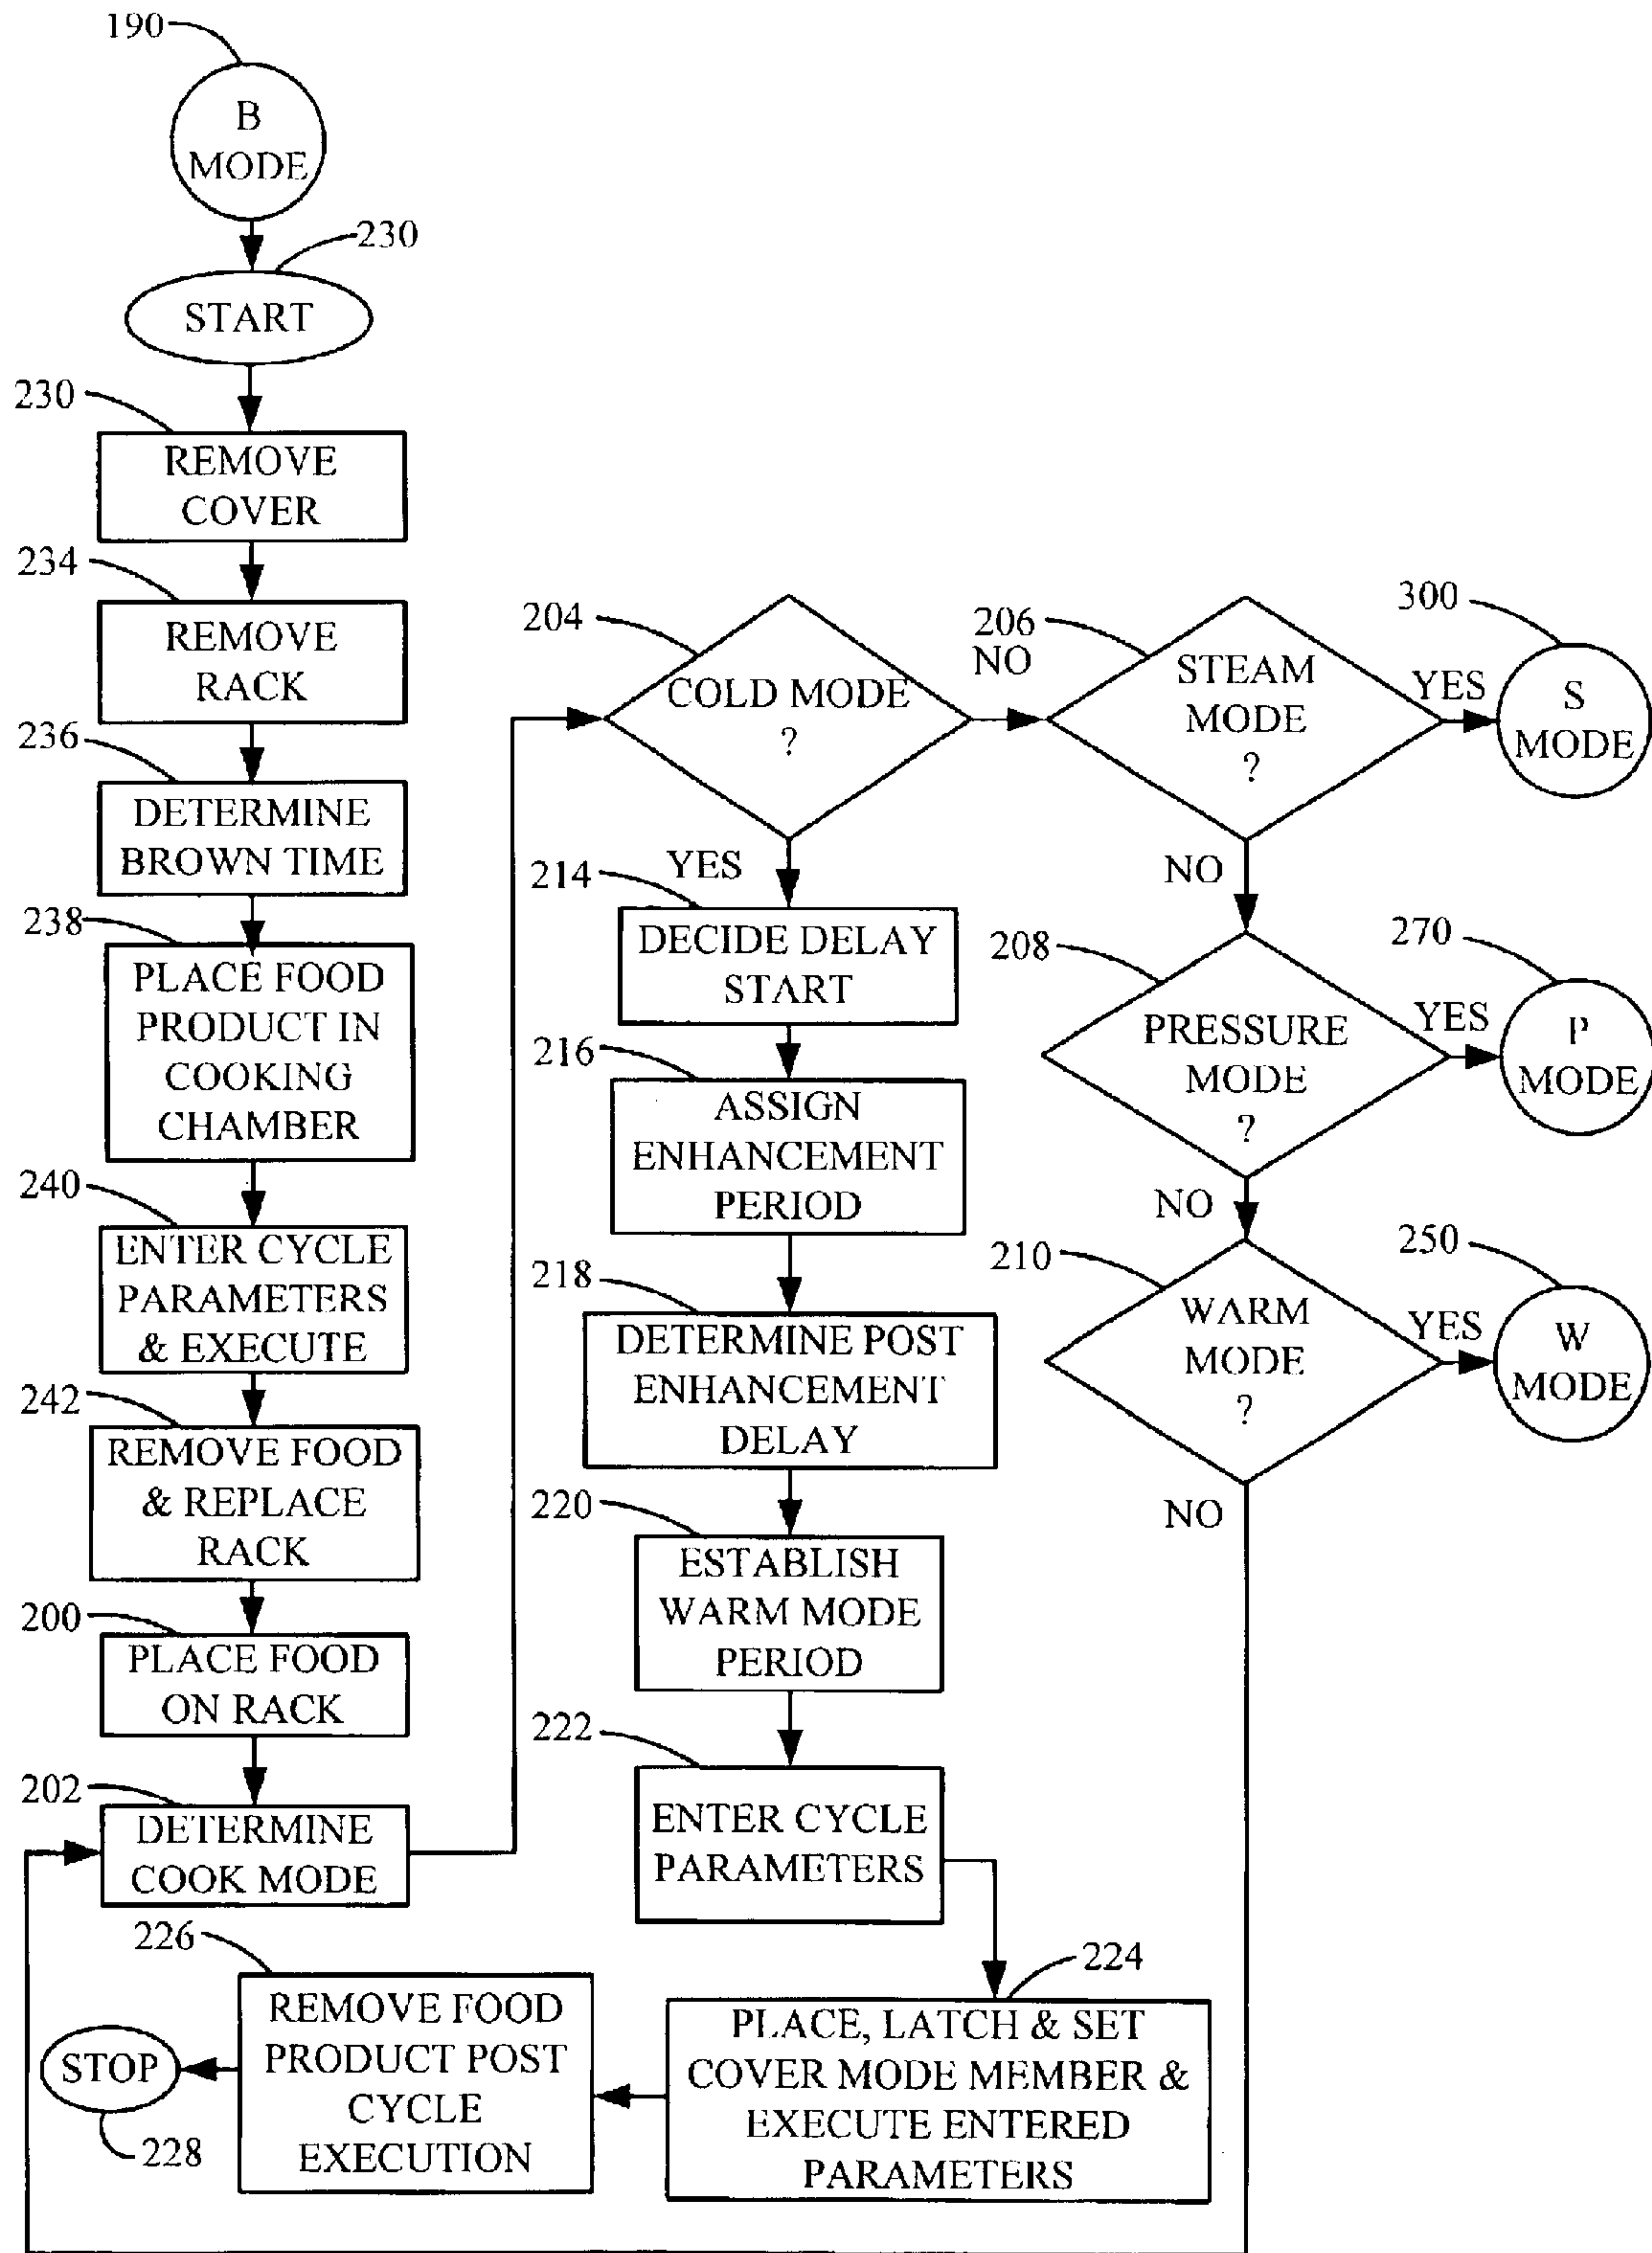 190
B
MODE
230
START
230
REMOVE
COVER
234
REMOVE
RACK
236
DETERMINE
BROWN TIME
238
PLACE FOOD
PRODUCT IN
COOKING
CHAMBER
240
ENTER CYCLE
PARAMETERS
& EXECUTE
242
REMOVE FOOD
& REPLACE
RACK
200
PLACE FOOD
ON RACK
202
DETERMINE
COOK MODE
204
COLD MODE
?
YES
214
DECIDE DELAY
START
216
ASSIGN
ENHANCEMENT
PERIOD
218
DETERMINE POST
ENHANCEMENT
DELAY
220
ESTABLISH
WARM MODE
PERIOD
222
ENTER CYCLE
PARAMETERS
224
PLACE, LATCH & SET
COVER MODE MEMBER &
EXECUTE ENTERED
PARAMETERS
226
REMOVE FOOD
PRODUCT POST
CYCLE
EXECUTION
STOP
228
206
NO
STEAM
MODE
?
YES
300
S
MODE
NO
208
PRESSURE
MODE
?
YES
270
P
MODE
NO
210
WARM
MODE
?
YES
250
W
MODE
NO